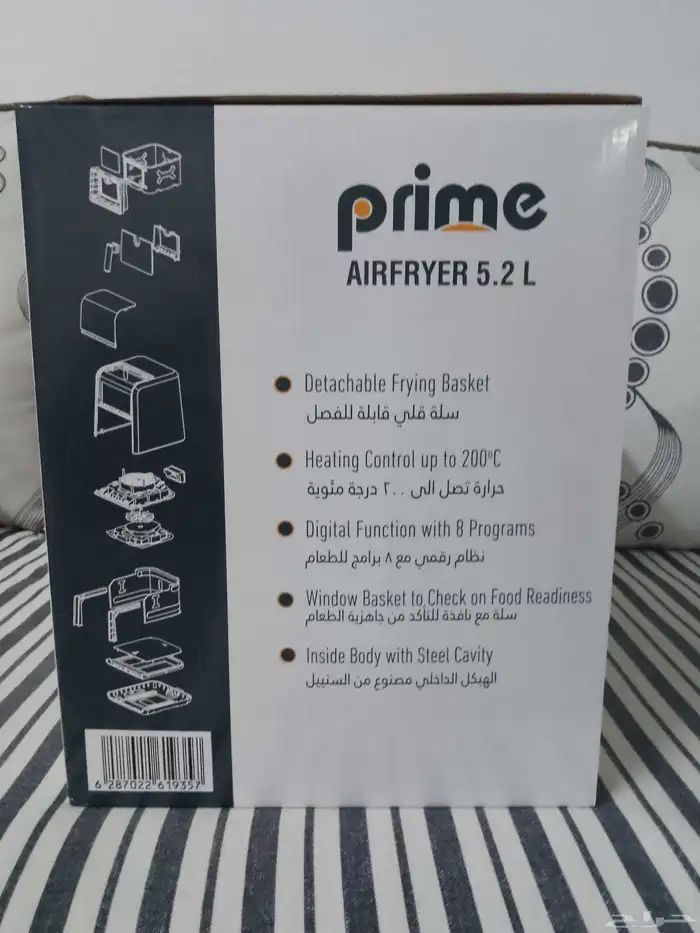 prime
AIRFRYER 5.2 L
Detachable Frying Basket
سلة قلي قابلة للفصل
Heating Control up to 200ºC
حرارة تصل الى ٢٠٠ درجة مئوية
Digital Function with 8 Programs
نظام رقمي مع ٨ برامج للطعام
Window Basket to Check on Food Readiness
سلة مع نافذة للتأكد من جاهزية الطعام
Inside Body with Steel Cavity
الهيكل الداخلي مصنوع من الستييل
6 287022 619357
حراج